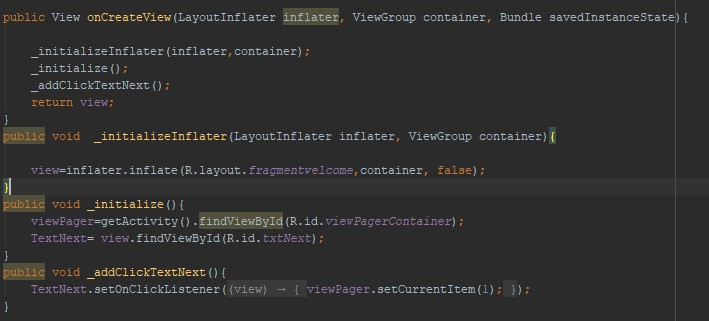 public View onCreateView(LayoutInflater inflater, ViewGroup container, Bundle savedInstanceState){
_initializeInflater(inflater,container);
_initialize();
_addClickTextNext();
return view;
}
public void _initializeInflater(LayoutInflater inflater, ViewGroup container){
view=inflater.inflate(R.layout.fragmentvelcome,container, false);
}
public void _initialize(){
viewPager=getActivity().findViewById(R.id.viewPagerContainer);
TextNext= view.findViewById(R.id.txtNext);
}
public void _addClickTextNext(){
TextNext.setOnClickListener((view) → { viewPager.setCurrentItem(1); });
}